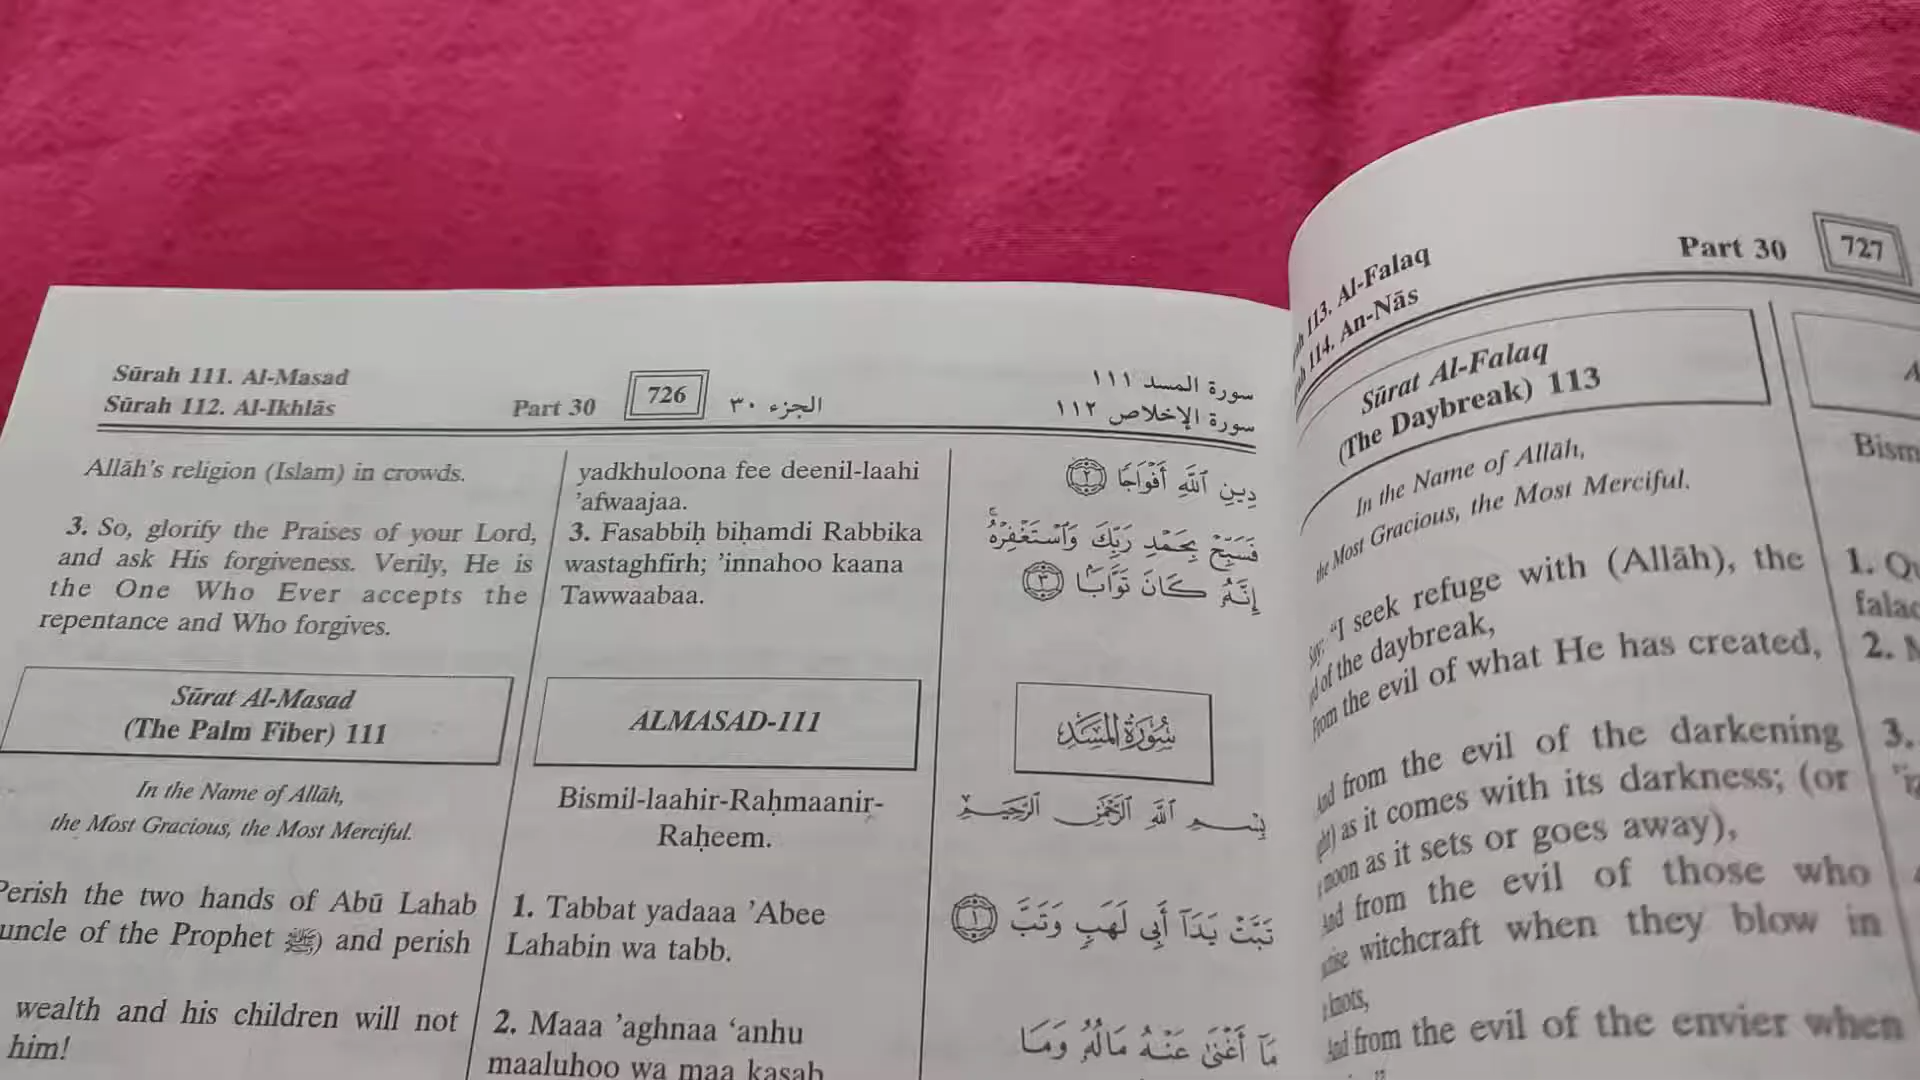 Sūrah 111. Al-Masad
Sūrah 112. Al-Ikhlās
Part 30
726
الجزء ٣٠
سورة المسد ١١١
سورة الإخلاص ١١٢
Allāh's religion (Islam) in crowds.
3. So, glorify the Praises of your Lord,
and ask His forgiveness. Verily, He is
the One Who Ever accepts the
repentance and Who forgives.
Sūrat Al-Masad
(The Palm Fiber) 111
In the Name of Allāh,
the Most Gracious, the Most Merciful.
Perish the two hands of Abū Lahab
uncle of the Prophet ﷺ) and perish
wealth and his children will not
him!
yadkhuloona fee deenil-laahi
’afwaajaa.
3. Fasabbiḥ biḥamdi Rabbika
wastaghfirh; ’innahoo kaana
Tawwaabaa.
ALMASAD-111
Bismil-laahir-Raḥmaanir-
Raḥeem.
1. Tabbat yadaaa ’Abee
Lahabin wa tabb.
2. Maaa ’aghnaa ‘anhu
maaluhoo wa maa kasab
دِينِ ٱللَّهِ أَفْوَاجًا ٢
فَسَبِّحْ بِحَمْدِ رَبِّكَ وَٱسْتَغْفِرْهُ
إِنَّهُۥ كَانَ تَوَّابًۢا ٣
سُورَةُ المَسَدِ
بِسْمِ ٱللَّهِ ٱلرَّحْمَٰنِ ٱلرَّحِيمِ
تَبَّتْ يَدَآ أَبِى لَهَبٍ وَتَبَّ ١
مَآ أَغْنَىٰ عَنْهُ مَالُهُۥ وَمَا
113. Al-Falaq
114. An-Nās
Part 30
727
Sūrat Al-Falaq
(The Daybreak) 113
In the Name of Allāh,
the Most Gracious, the Most Merciful.
Say: "I seek refuge with (Allāh), the
of the daybreak,
From the evil of what He has created,
And from the evil of the darkening
as it comes with its darkness; (or
moon as it sets or goes away),
And from the evil of those who
witchcraft when they blow in
knots,
And from the evil of the envier when
Bism
1.
2.
3.